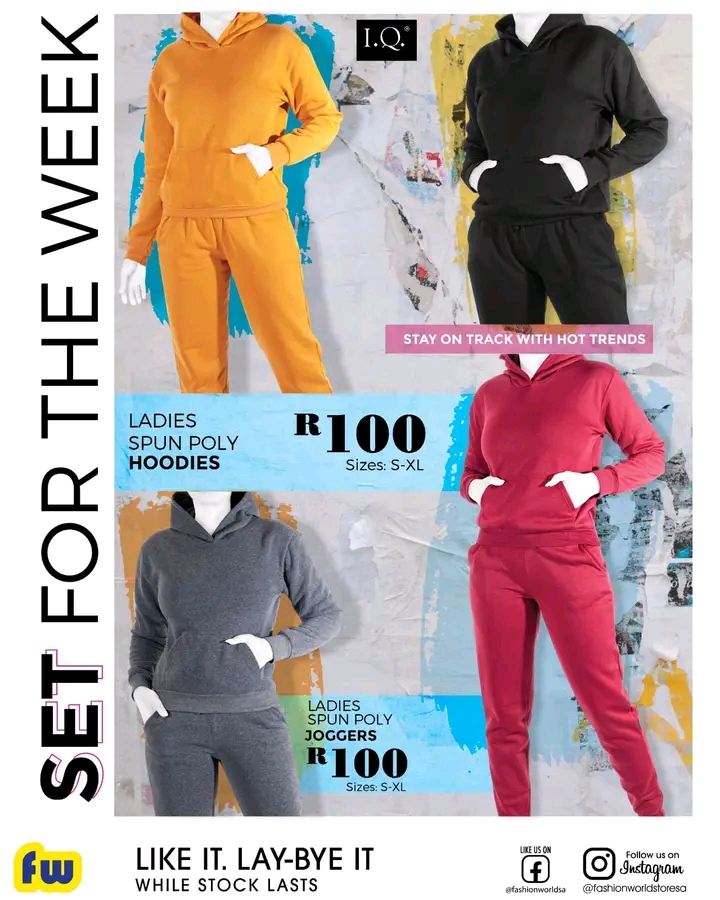 SET FOR THE WEEK
I.Q.®
STAY ON TRACK WITH HOT TRENDS
LADIES
SPUN POLY
HOODIES
R100
Sizes: S-XL
LADIES
SPUN POLY
JOGGERS
R100
Sizes: S-XL
fw
LIKE IT. LAY-BYE IT
WHILE STOCK LASTS
LIKE US ON
f
@fashionworldsa
Follow us on
Instagram
@fashionworldstoresa